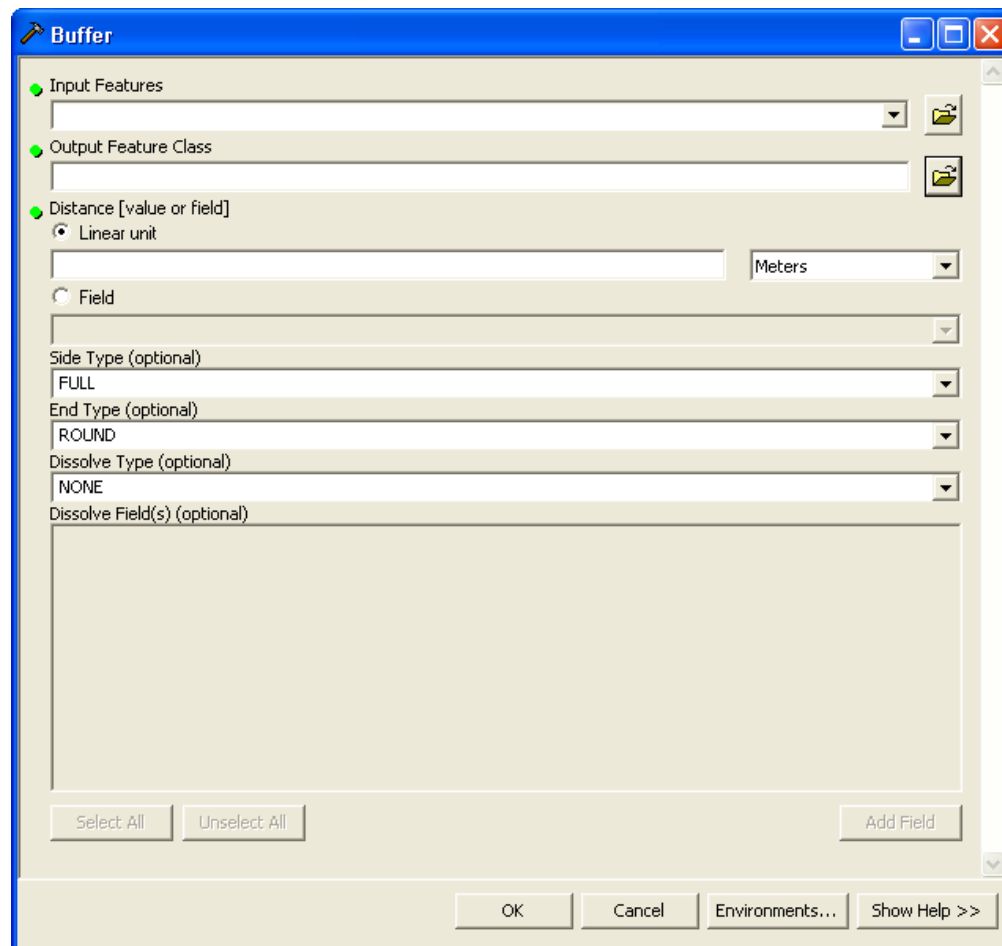 Buffer
Input Features
Output Feature Class
Distance [value or field]
Linear unit
Meters
Field
Side Type (optional)
FULL
End Type (optional)
ROUND
Dissolve Type (optional)
NONE
Dissolve Field(s) (optional)
Select All Unselect All Add Field
OK Cancel Environments... Show Help >>